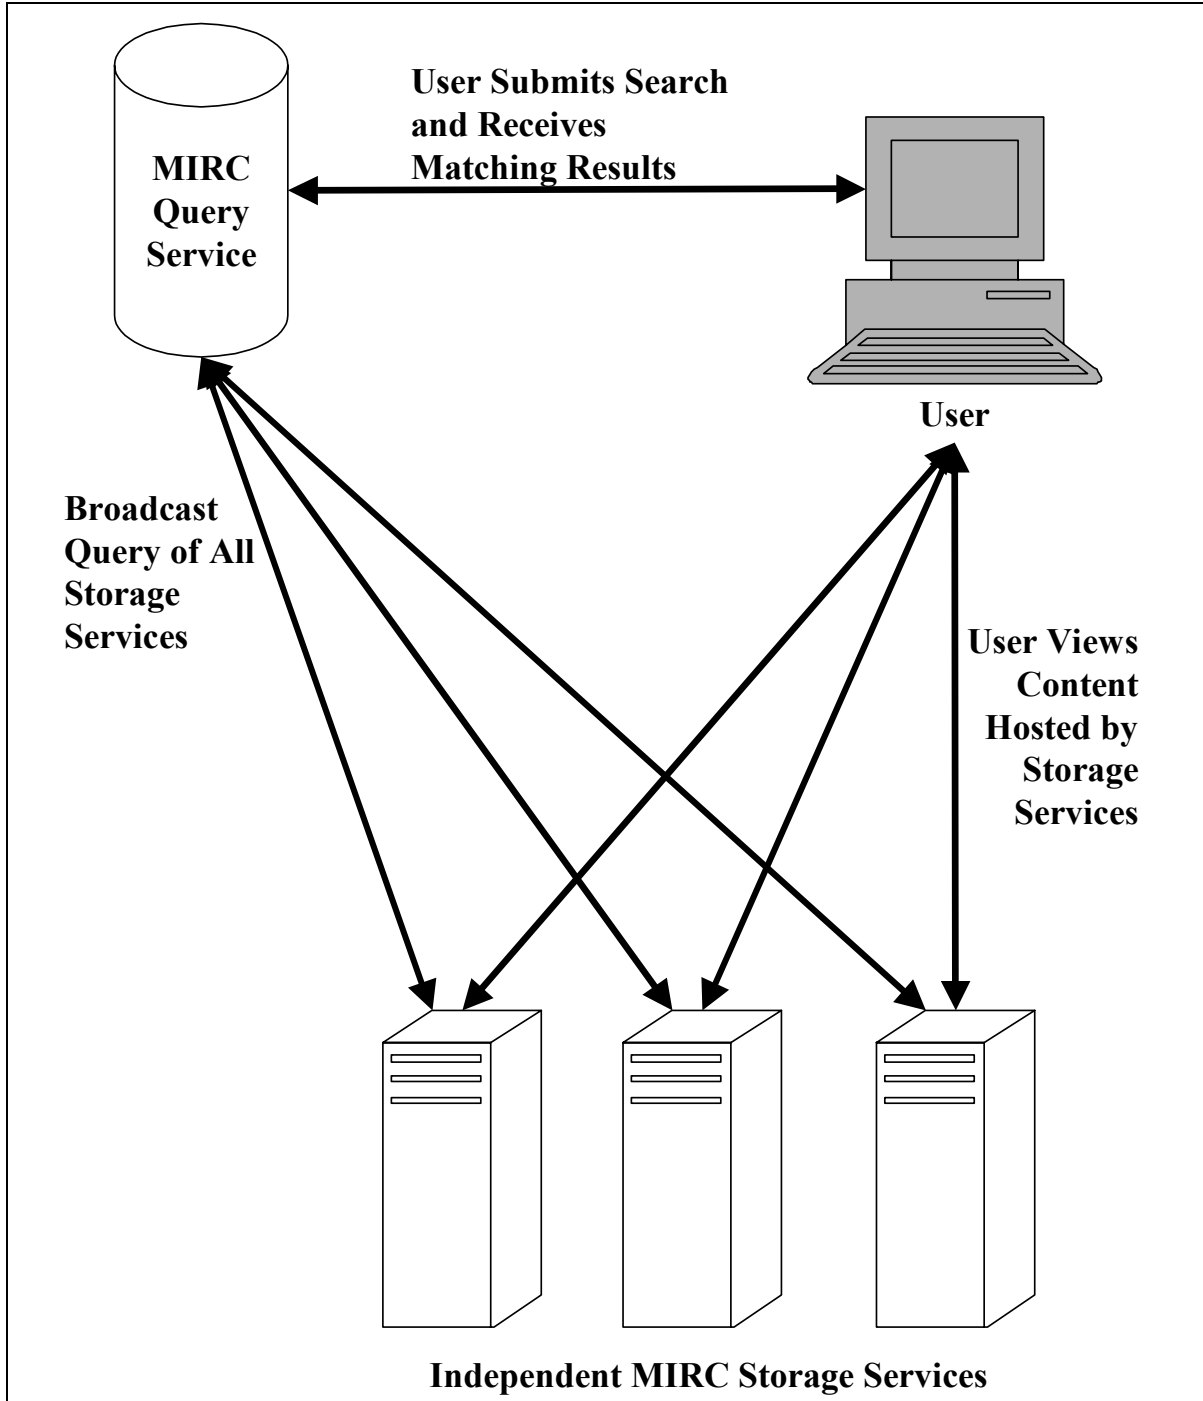 User Submits Search
and Receives
Matching Results
MIRC
Query
Service
User
Broadcast
Query of All
Storage
Services
User Views
Content
Hosted by
Storage
Services
Independent MIRC Storage Services